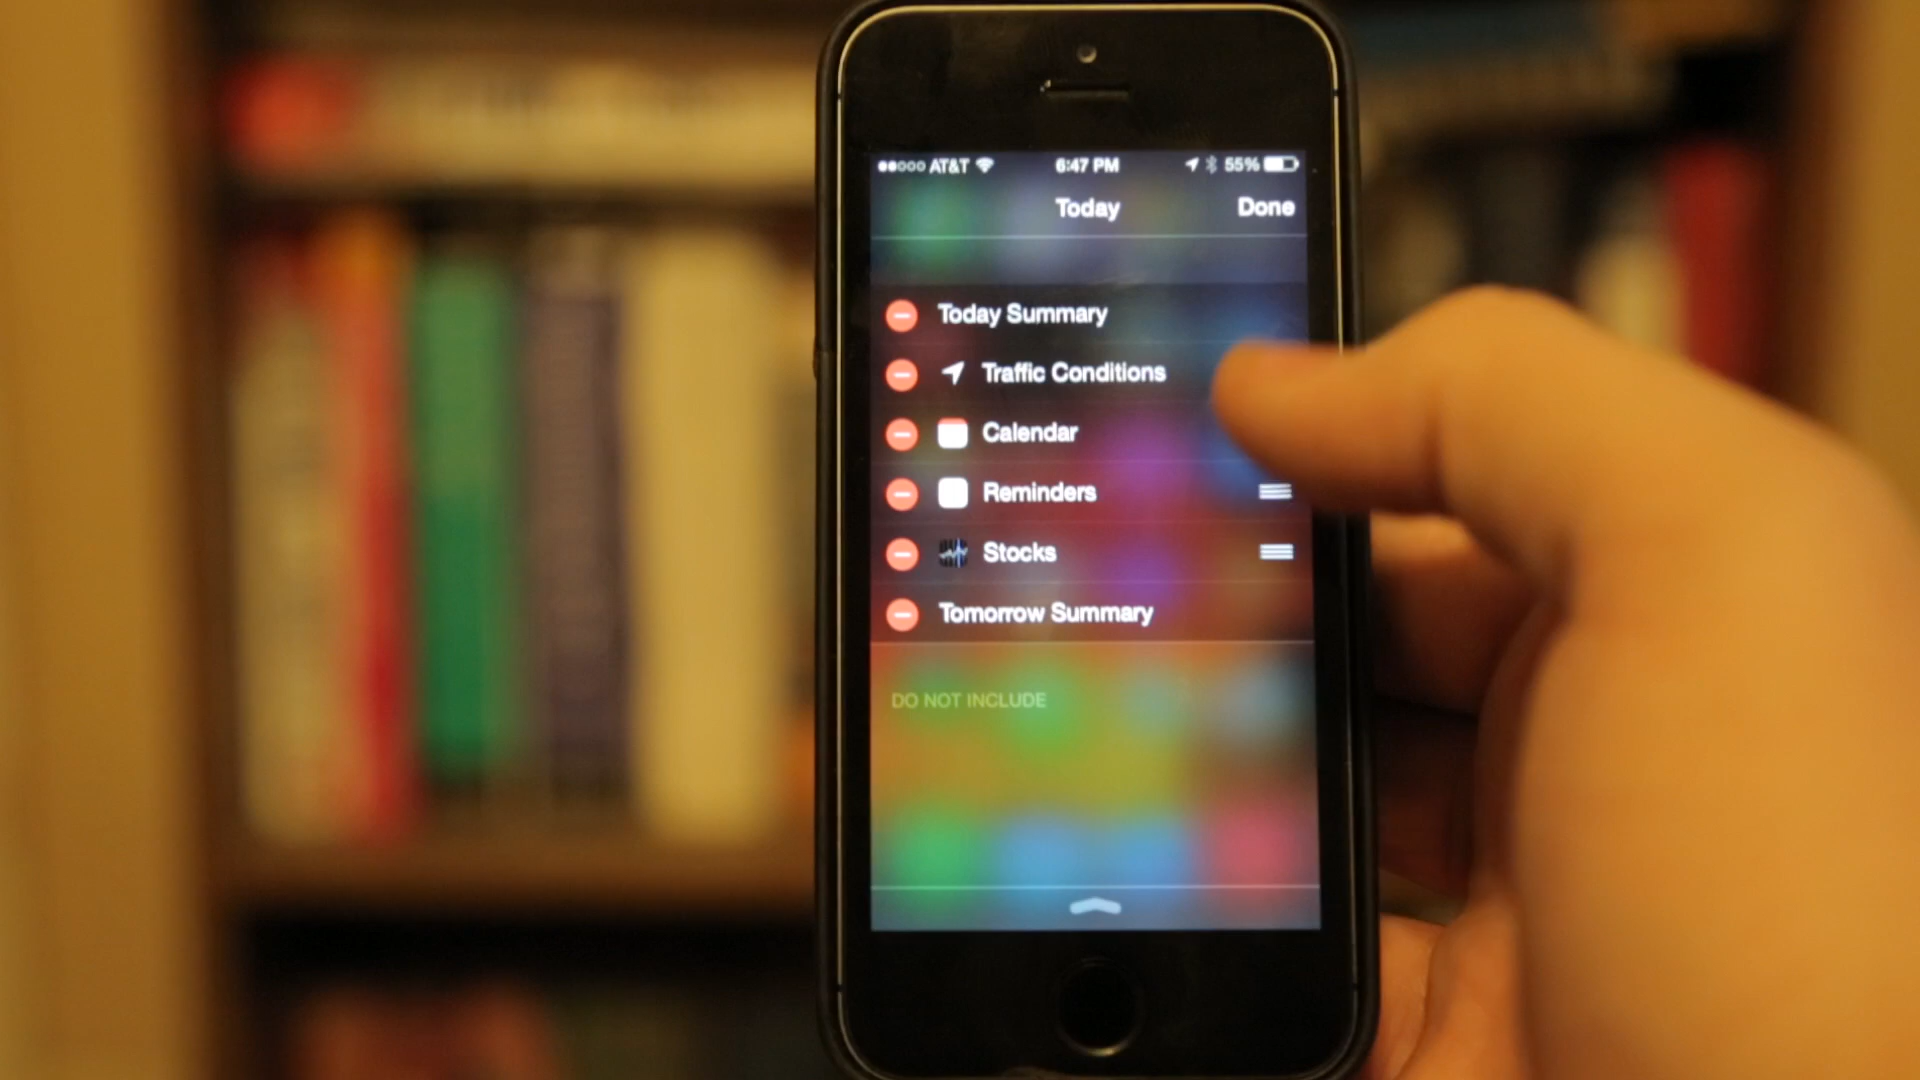 AT&T 6:47 PM 55%
Today Done
Today Summary
Traffic Conditions
Calendar
Reminders
Stocks
Tomorrow Summary
DO NOT INCLUDE